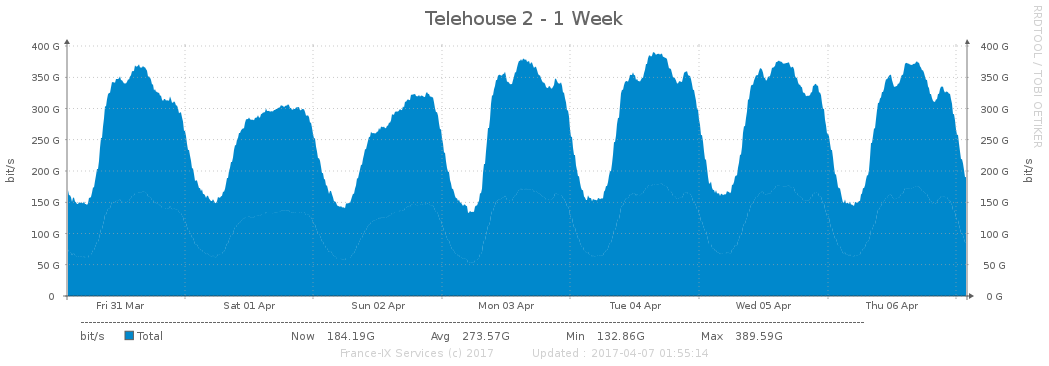 Telehouse 2 - 1 Week
RRDTOOL / TOBI OETIKER
400 G 400 G
350 G 350 G
300 G 300 G
250 G 250 G
200 G 200 G
150 G 150 G
100 G 100 G
50 G 50 G
0 0 G
bit/s bit/s
Fri 31 Mar Sat 01 Apr Sun 02 Apr Mon 03 Apr Tue 04 Apr Wed 05 Apr Thu 06 Apr
bit/s Total Now 184.19G Avg 273.57G Min 132.86G Max 389.59G
France-IX Services (c) 2017 Updated : 2017-04-07 01:55:14